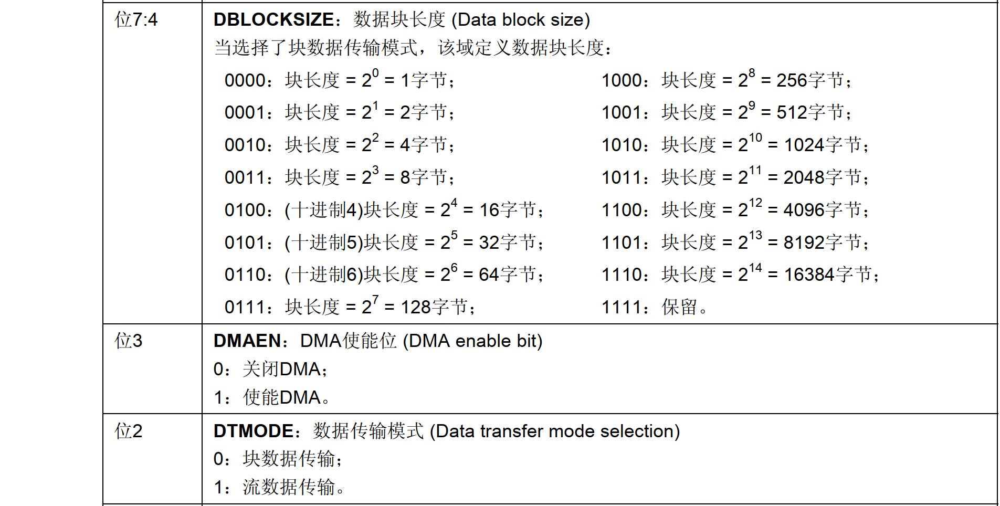 位7:4 DBLOCKSIZE：数据块长度 (Data block size)
当选择了块数据传输模式，该域定义数据块长度：
0000：块长度 = 2^0 = 1字节； 1000：块长度 = 2^8 = 256字节；
0001：块长度 = 2^1 = 2字节； 1001：块长度 = 2^9 = 512字节；
0010：块长度 = 2^2 = 4字节； 1010：块长度 = 2^10 = 1024字节；
0011：块长度 = 2^3 = 8字节； 1011：块长度 = 2^11 = 2048字节；
0100：(十进制4)块长度 = 2^4 = 16字节； 1100：块长度 = 2^12 = 4096字节；
0101：(十进制5)块长度 = 2^5 = 32字节； 1101：块长度 = 2^13 = 8192字节；
0110：(十进制6)块长度 = 2^6 = 64字节； 1110：块长度 = 2^14 = 16384字节；
0111：块长度 = 2^7 = 128字节； 1111：保留。
位3 DMAEN：DMA使能位 (DMA enable bit)
0：关闭DMA；
1：使能DMA。
位2 DTMODE：数据传输模式 (Data transfer mode selection)
0：块数据传输；
1：流数据传输。